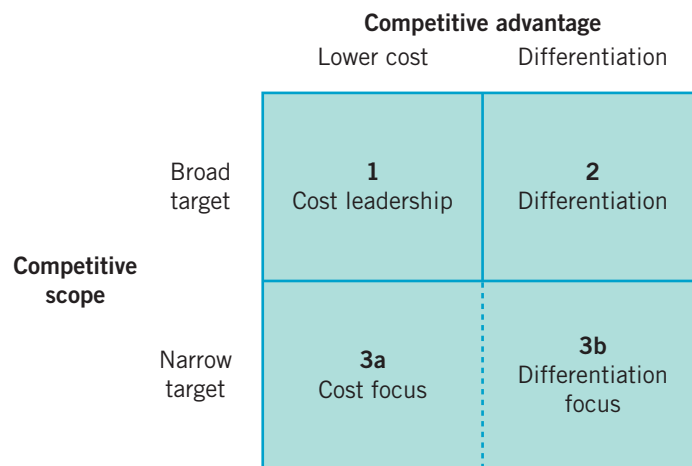 Competitive advantage
Lower cost Differentiation
Broad
target
1
Cost leadership
2
Differentiation
Competitive
scope
Narrow
target
3a
Cost focus
3b
Differentiation
focus